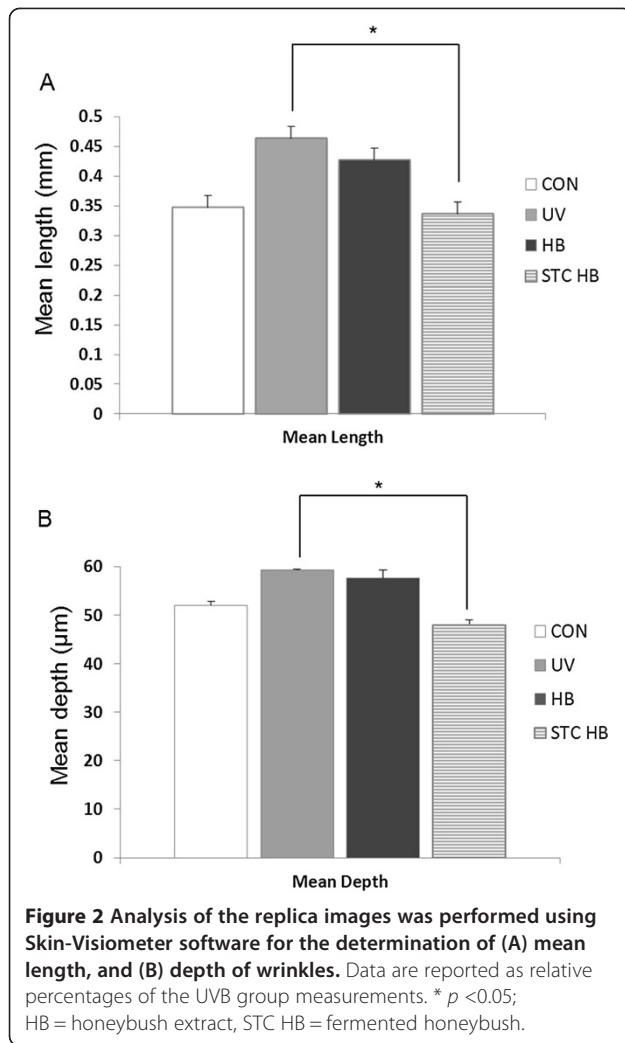 *
A
0.5
0.45
0.4
0.35
0.3
0.25
0.2
0.15
0.1
0.05
0
Mean length (mm)
CON
UV
HB
STC HB
Mean Length
*
B
60
50
40
30
20
10
0
Mean depth (µm)
CON
UV
HB
STC HB
Mean Depth
Figure 2 Analysis of the replica images was performed using
Skin-Visiometer software for the determination of (A) mean
length, and (B) depth of wrinkles. Data are reported as relative
percentages of the UVB group measurements. * p <0.05;
HB = honeybush extract, STC HB = fermented honeybush.